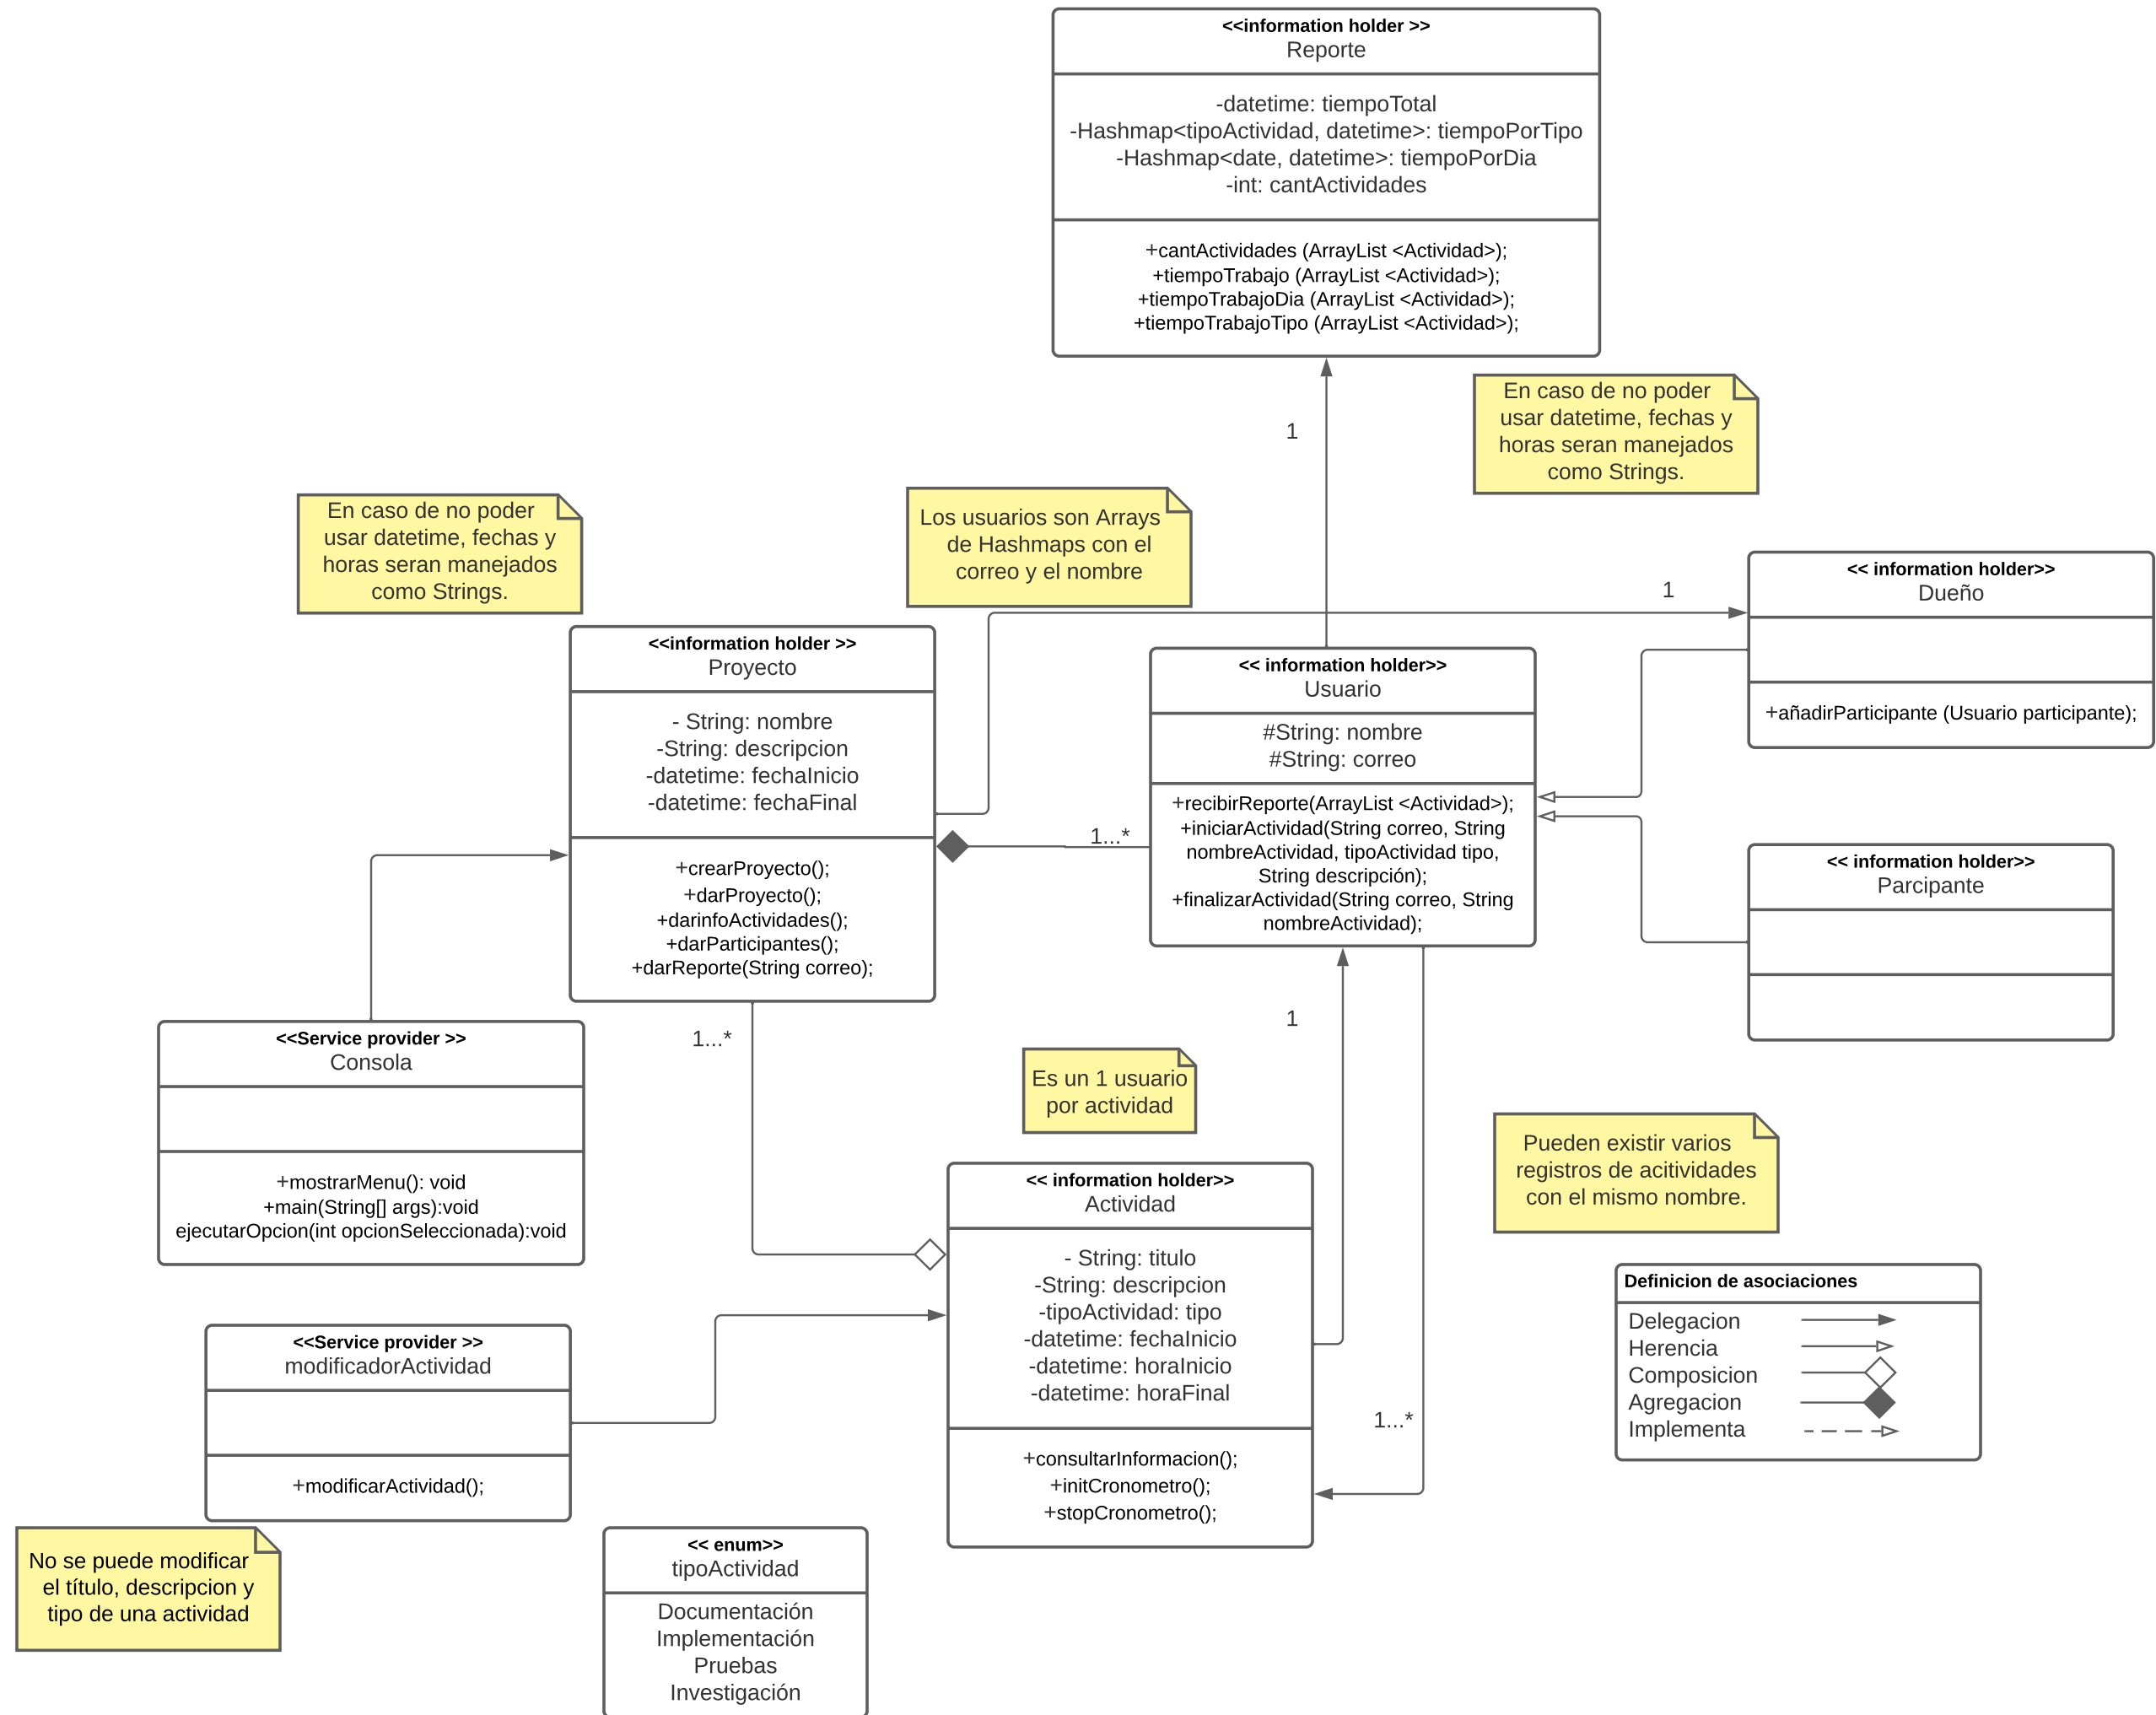 <<information holder >>
Reporte
-datetime: tiempoTotal
-Hashmap<tipoActividad, datetime>: tiempoPorTipo
-Hashmap<date, datetime>: tiempoPorDia
-int: cantActividades
+cantActividades (ArrayList <Actividad>);
+tiempoTrabajo (ArrayList <Actividad>);
+tiempoTrabajoDia (ArrayList <Actividad>);
+tiempoTrabajoTipo (ArrayList <Actividad>);
1
En caso de no poder
usar datetime, fechas y
horas seran manejados
como Strings.
En caso de no poder
usar datetime, fechas y
horas seran manejados
como Strings.
Los usuarios son Arrays
de Hashmaps con el
correo y el nombre
1
<< information holder>>
Dueño
+añadirParticipante (Usuario participante);
<<information holder >>
Proyecto
- String: nombre
-String: descripcion
-datetime: fechaInicio
-datetime: fechaFinal
+crearProyecto();
+darProyecto();
+darinfoActividades();
+darParticipantes();
+darReporte(String correo);
1...*
<< information holder>>
Usuario
#String: nombre
#String: correo
+recibirReporte(ArrayList <Actividad>);
+iniciarActividad(String correo, String
nombreActividad, tipoActividad tipo,
String descripción);
+finalizarActividad(String correo, String
nombreActividad);
<< information holder>>
Parcipante
1...*
1
<<Service provider >>
Consola
+mostrarMenu(): void
+main(String[] args):void
ejecutarOpcion(int opcionSeleccionada):void
Es un 1 usuario
por actividad
Pueden existir varios
registros de acitividades
con el mismo nombre.
<< information holder>>
Actividad
- String: titulo
-String: descripcion
-tipoActividad: tipo
-datetime: fechaInicio
-datetime: horaInicio
-datetime: horaFinal
+consultarInformacion();
+initCronometro();
+stopCronometro();
1...*
Definicion de asociaciones
Delegacion
Herencia
Composicion
Agregacion
Implementa
<<Service provider >>
modificadorActividad
+modificarActividad();
No se puede modificar
el título, descripcion y
tipo de una actividad
<< enum>>
tipoActividad
Documentación
Implementación
Pruebas
Investigación